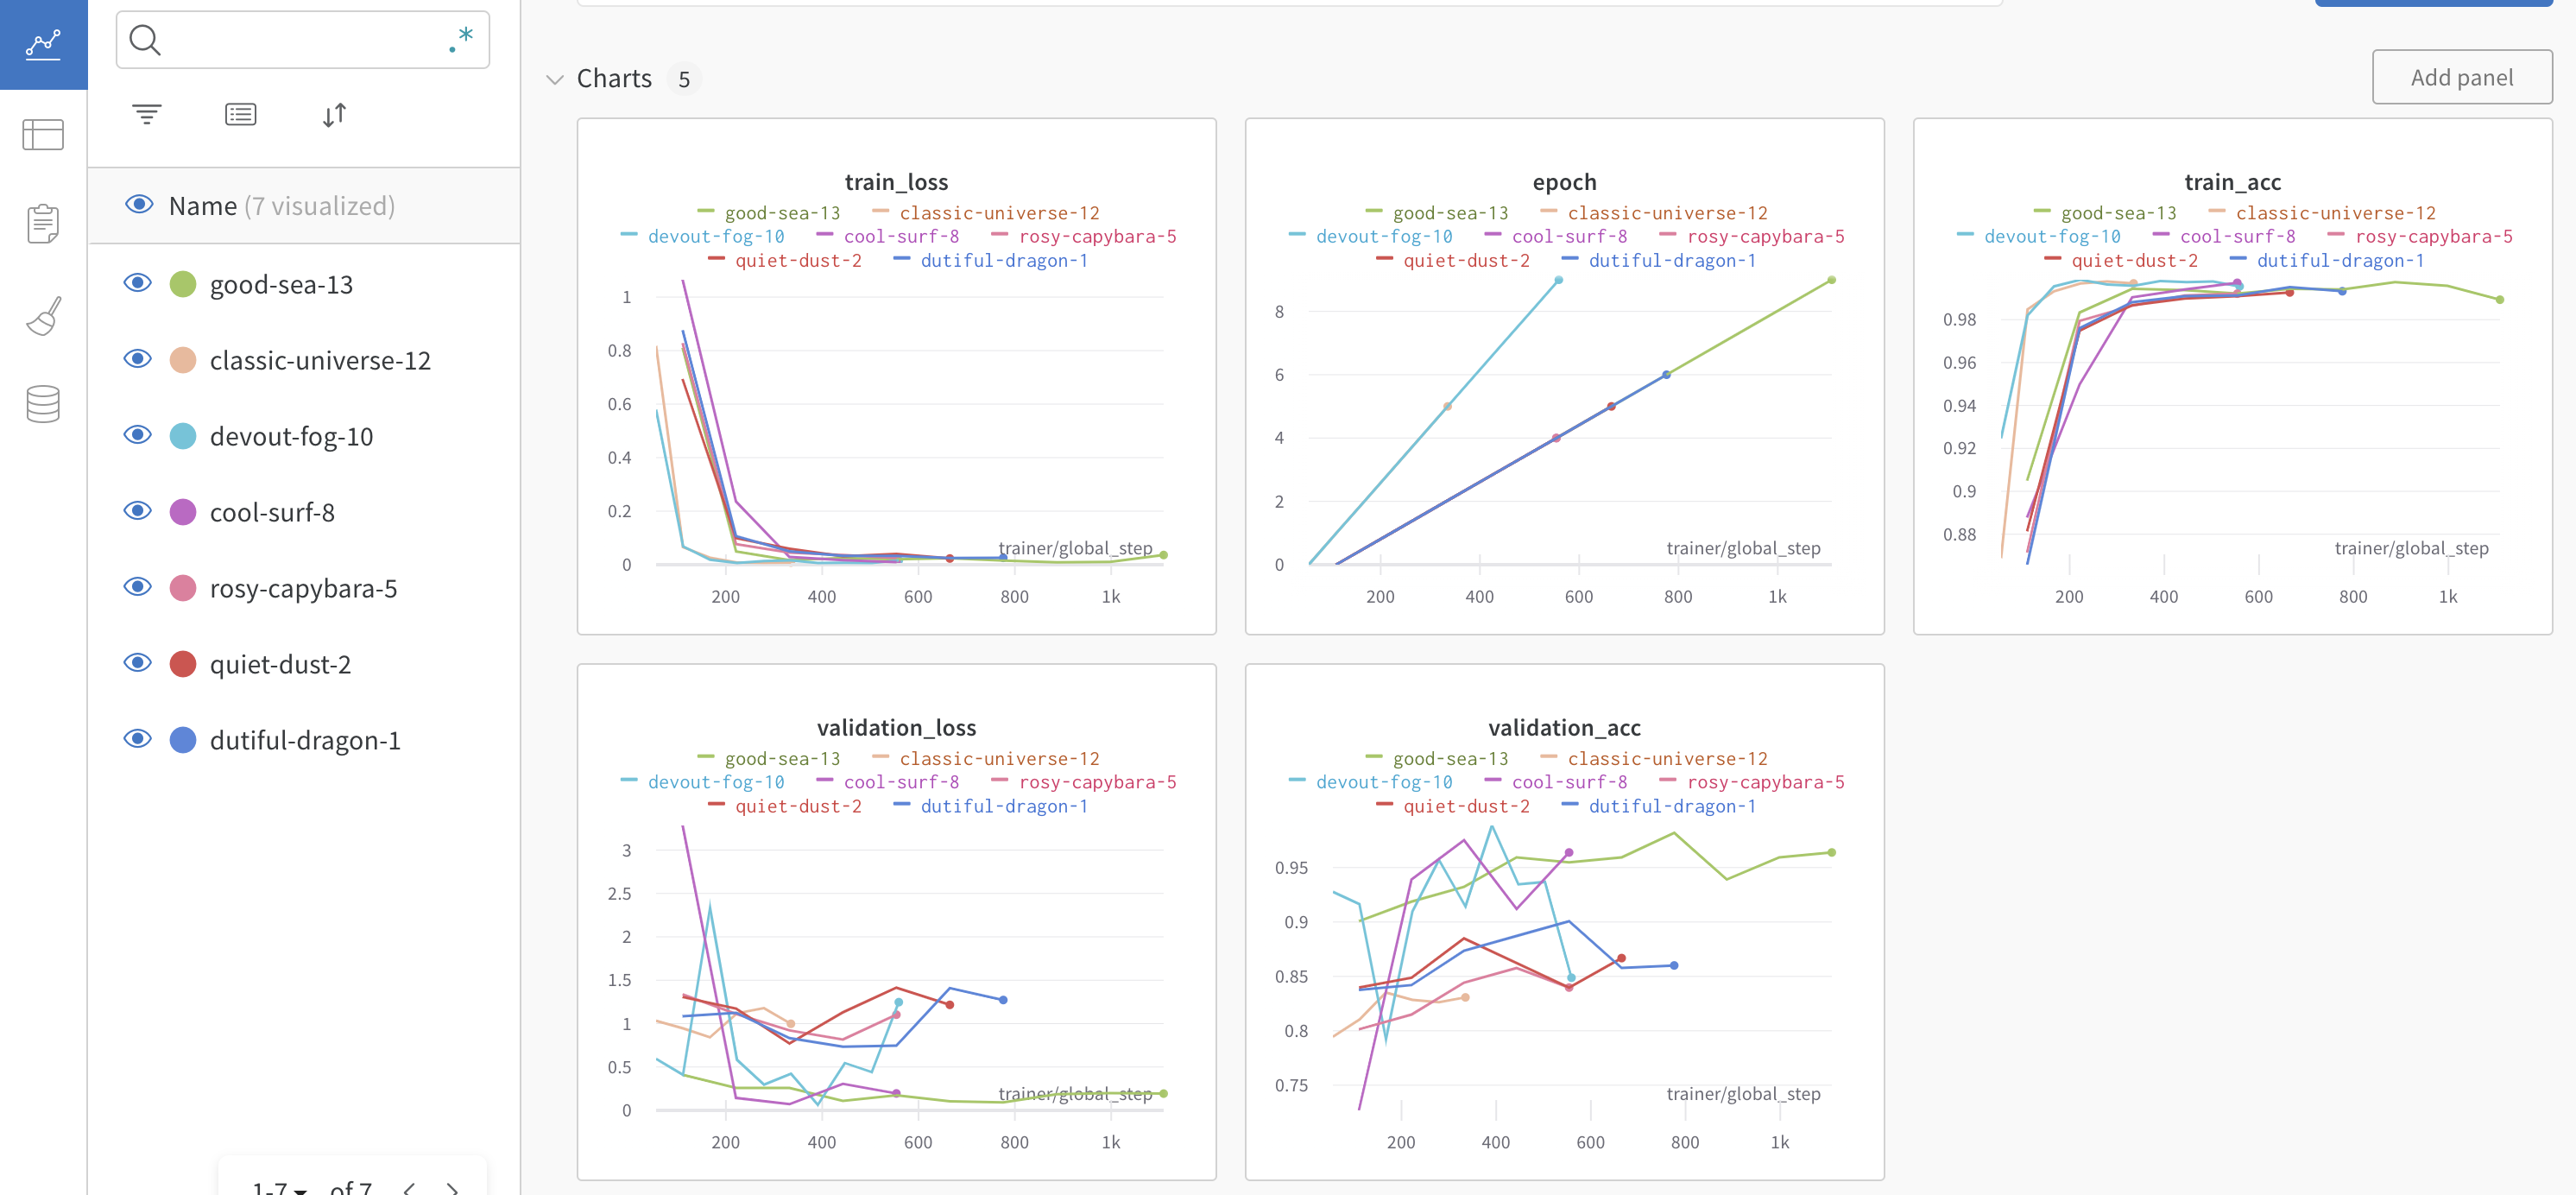 .*
Name (7 visualized)
good-sea-13
classic-universe-12
devout-fog-10
cool-surf-8
rosy-capybara-5
quiet-dust-2
dutiful-dragon-1
1-7 of 7
Charts 5
Add panel
train_loss
good-sea-13 classic-universe-12
devout-fog-10 cool-surf-8 rosy-capybara-5
quiet-dust-2 dutiful-dragon-1
1
0.8
0.6
0.4
0.2
0
trainer/global_step
200 400 600 800 1k
epoch
good-sea-13 classic-universe-12
devout-fog-10 cool-surf-8 rosy-capybara-5
quiet-dust-2 dutiful-dragon-1
8
6
4
2
0
trainer/global_step
200 400 600 800 1k
train_acc
good-sea-13 classic-universe-12
devout-fog-10 cool-surf-8 rosy-capybara-5
quiet-dust-2 dutiful-dragon-1
0.98
0.96
0.94
0.92
0.9
0.88
trainer/global_step
200 400 600 800 1k
validation_loss
good-sea-13 classic-universe-12
devout-fog-10 cool-surf-8 rosy-capybara-5
quiet-dust-2 dutiful-dragon-1
3
2.5
2
1.5
1
0.5
0
trainer/global_step
200 400 600 800 1k
validation_acc
good-sea-13 classic-universe-12
devout-fog-10 cool-surf-8 rosy-capybara-5
quiet-dust-2 dutiful-dragon-1
0.95
0.9
0.85
0.8
0.75
trainer/global_step
200 400 600 800 1k